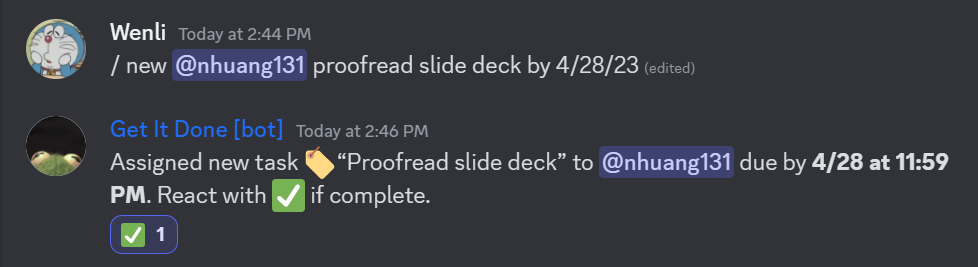 Wenli Today at 2:44 PM
/ new @nhuang131 proofread slide deck by 4/28/23 (edited)
Get It Done [bot] Today at 2:46 PM
Assigned new task 🏷️“Proofread slide deck” to @nhuang131 due by 4/28 at 11:59
PM. React with ✅ if complete.
✅ 1